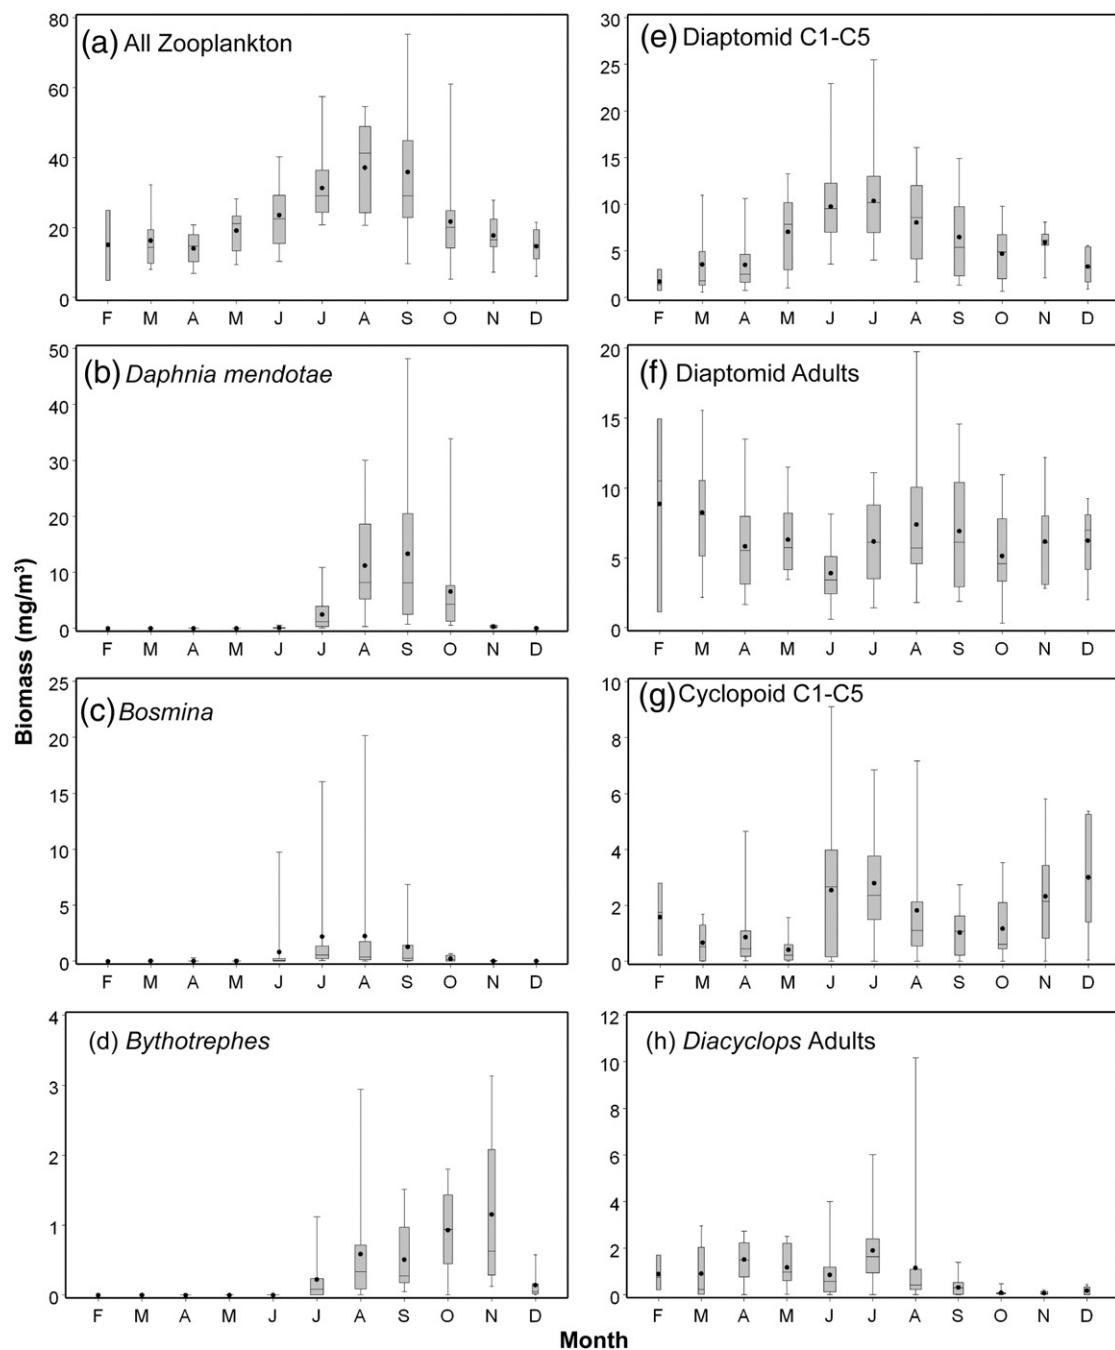 (a) All Zooplankton
80
60
40
20
0
F M A M J J A S O N D
(e) Diaptomid C1-C5
30
25
20
15
10
5
0
F M A M J J A S O N D
(b) Daphnia mendotae
50
40
30
20
10
0
F M A M J J A S O N D
(f) Diaptomid Adults
20
15
10
5
0
F M A M J J A S O N D
Biomass (mg/m³)
(c) Bosmina
25
20
15
10
5
0
F M A M J J A S O N D
(g) Cyclopoid C1-C5
10
8
6
4
2
0
F M A M J J A S O N D
(d) Bythotrephes
4
3
2
1
0
F M A M J J A S O N D
(h) Diacyclops Adults
12
10
8
6
4
2
0
F M A M J J A S O N D
Month